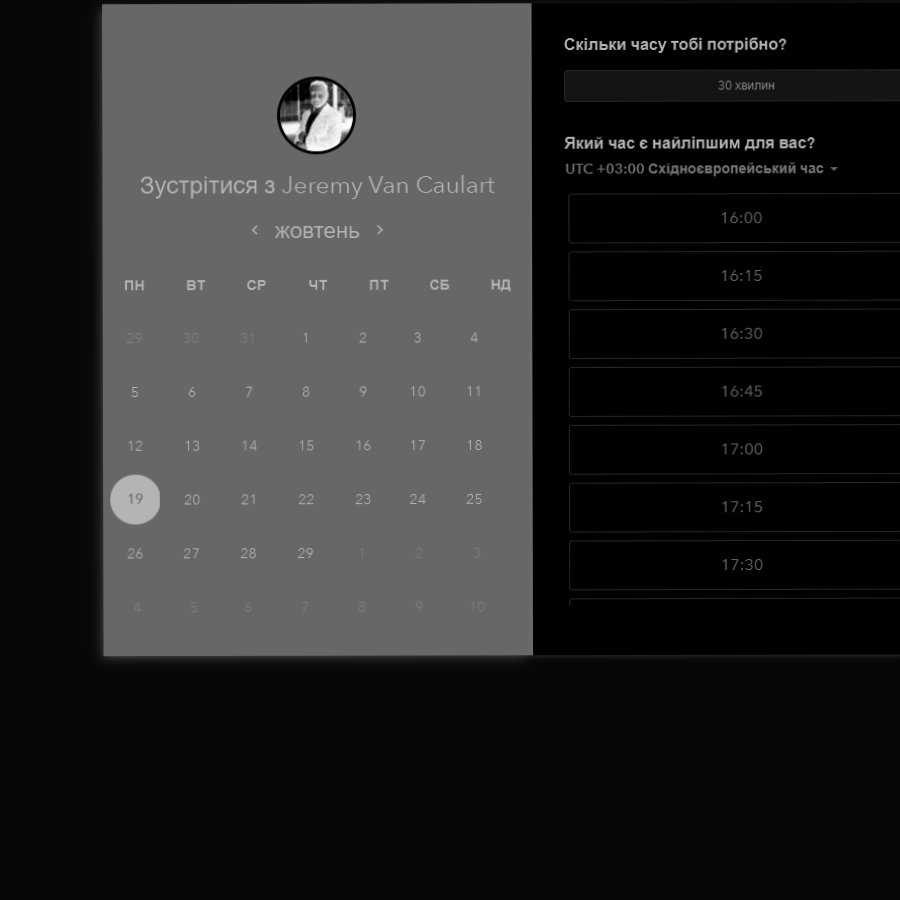 Зустрітися з Jeremy Van Caulart
жовтень
ПН ВТ СР ЧТ ПТ СБ НД
29 30 31 1 2 3 4
5 6 7 8 9 10 11
12 13 14 15 16 17 18
19 20 21 22 23 24 25
26 27 28 29 1 2 3
4 5 6 7 8 9 10
Скільки часу тобі потрібно?
30 хвилин
Який час є найліпшим для вас?
UTC +03:00 Східноєвропейський час
16:00
16:15
16:30
16:45
17:00
17:15
17:30